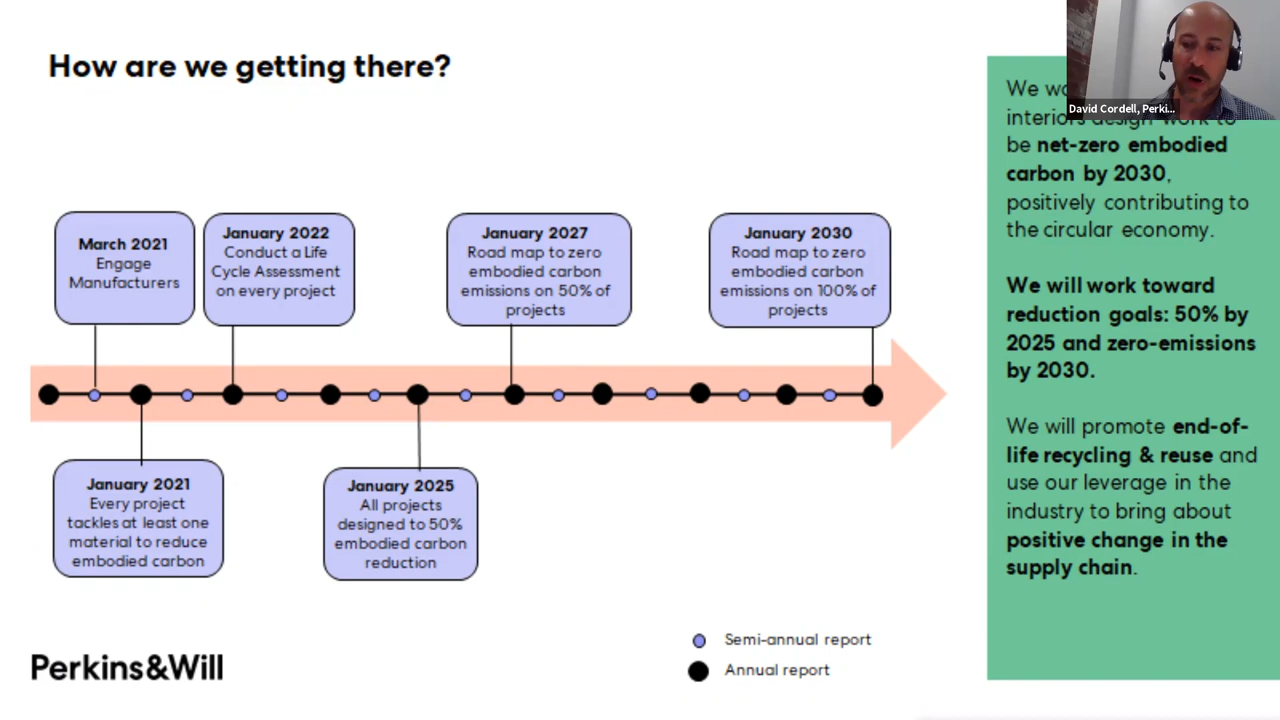 How are we getting there?
David Cordell, Perki...
March 2021
Engage
Manufacturers
January 2022
Conduct a Life
Cycle Assessment
on every project
January 2027
Road map to zero
embodied carbon
emissions on 50% of
projects
January 2030
Road map to zero
embodied carbon
emissions on 100% of
projects
January 2021
Every project
tackles at least one
material to reduce
embodied carbon
January 2025
All projects
designed to 50%
embodied carbon
reduction
Semi-annual report
Annual report
Perkins&Will
We
interiors design work to
be net-zero embodied
carbon by 2030,
positively contributing to
the circular economy.
We will work toward
reduction goals: 50% by
2025 and zero-emissions
by 2030.
We will promote end-of-
life recycling & reuse and
use our leverage in the
industry to bring about
positive change in the
supply chain.